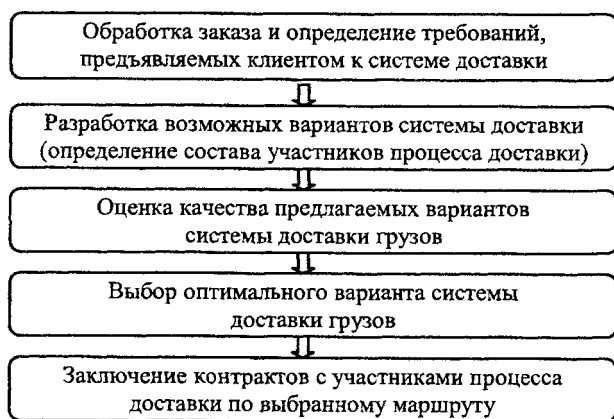 Обработка заказа и определение требований,
предъявляемых клиентом к системе доставки
Разработка возможных вариантов системы доставки
(определение состава участников процесса доставки)
Оценка качества предлагаемых вариантов
системы доставки грузов
Выбор оптимального варианта системы
доставки грузов
Заключение контрактов с участниками процесса
доставки по выбранному маршруту